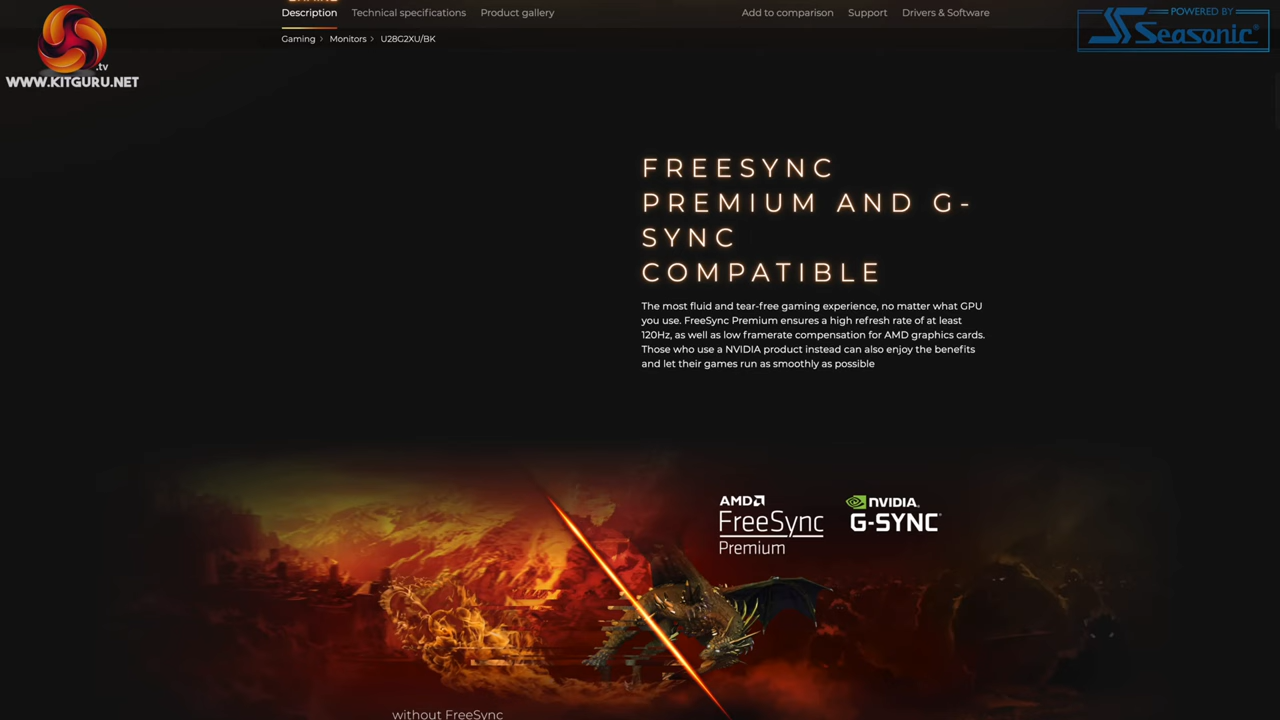 GAMING
Description Technical specifications Product gallery Add to comparison Support Drivers & Software
Gaming > Monitors > U28G2XU/BK
.tv
WWW.KITGURU.NET
POWERED BY
Seasonic®
FREESYNC
PREMIUM AND G-
SYNC
COMPATIBLE
The most fluid and tear-free gaming experience, no matter what GPU
you use. FreeSync Premium ensures a high refresh rate of at least
120Hz, as well as low framerate compensation for AMD graphics cards.
Those who use a NVIDIA product instead can also enjoy the benefits
and let their games run as smoothly as possible
AMD
FreeSync
Premium
NVIDIA.
G-SYNC®
without FreeSync